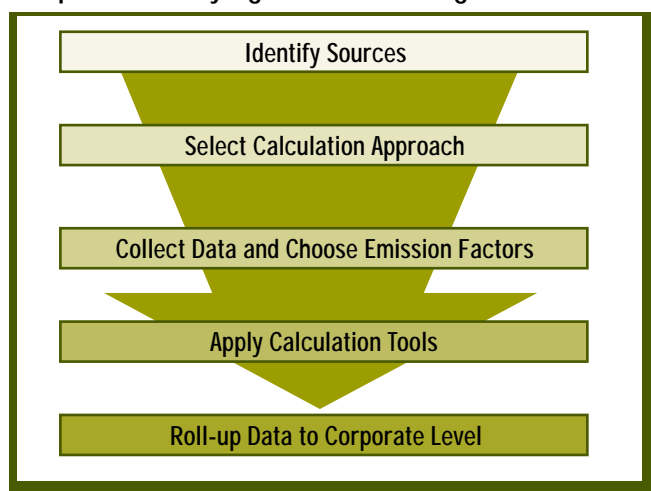 Identify Sources
Select Calculation Approach
Collect Data and Choose Emission Factors
Apply Calculation Tools
Roll-up Data to Corporate Level